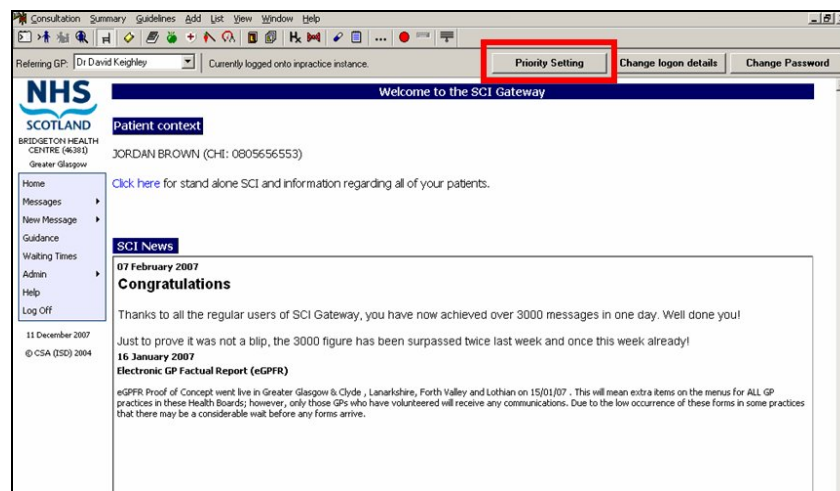 Consultation Summary Guidelines Add List View Window Help
Referring GP: Dr David Keighley
Currently logged onto inpractice instance.
Priority Setting
Change logon details
Change Password
NHS
SCOTLAND
BRIDGETON HEALTH
CENTRE (46381)
Greater Glasgow
Home
Messages
New Message
Guidance
Waiting Times
Admin
Help
Log Off
11 December 2007
© CSA (ISD) 2004
Welcome to the SCI Gateway
Patient context
JORDAN BROWN (CHI: 0805656553)
Click here for stand alone SCI and information regarding all of your patients.
SCI News
07 February 2007
Congratulations
Thanks to all the regular users of SCI Gateway, you have now achieved over 3000 messages in one day. Well done you!
Just to prove it was not a blip, the 3000 figure has been surpassed twice last week and once this week already!
16 January 2007
Electronic GP Factual Report (eGPFR)
eGPFR Proof of Concept went live in Greater Glasgow & Clyde , Lanarkshire, Forth Valley and Lothian on 15/01/07 . This will mean extra items on the menus for ALL GP
practices in these Health Boards; however, only those GPs who have volunteered will receive any communications. Due to the low occurrence of these forms in some practices
that there may be a considerable wait before any forms arrive.